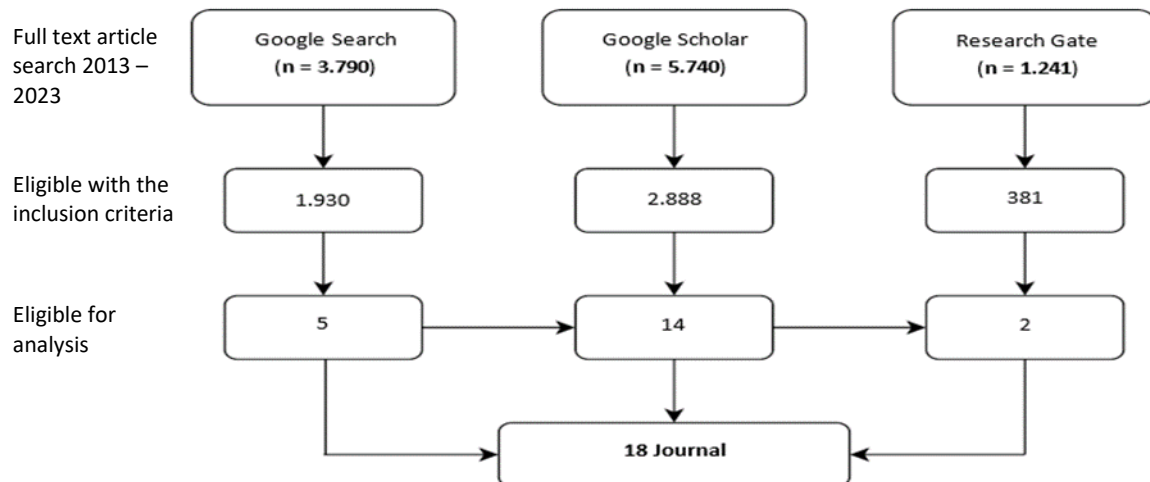 Full text article
search 2013 –
2023
Google Search
(n = 3.790)
Google Scholar
(n = 5.740)
Research Gate
(n = 1.241)
Eligible with the
inclusion criteria
1.930
2.888
381
Eligible for
analysis
5
14
2
18 Journal